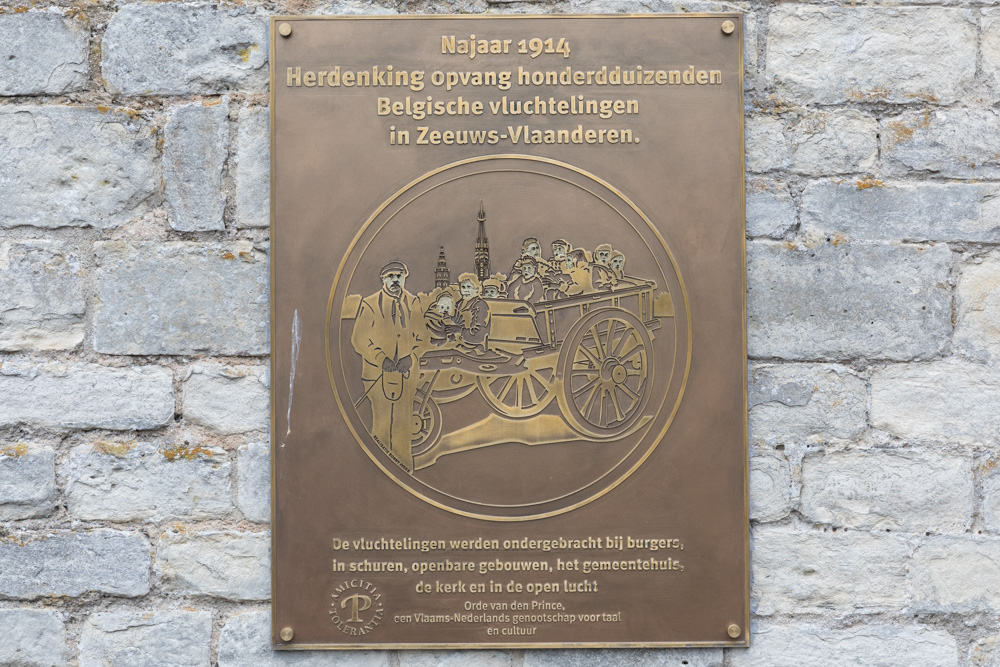 Najaar 1914
Herdenking opvang honderdduizenden
Belgische vluchtelingen
in Zeeuws-Vlaanderen.
De vluchtelingen werden ondergebracht bij burgers,
in schuren, openbare gebouwen, het gemeentehuis,
de kerk en in de open lucht
AMICITIA
P
TOLERANTIA
Orde van den Prince,
een Vlaams-Nederlands genootschap voor taal
en cultuur